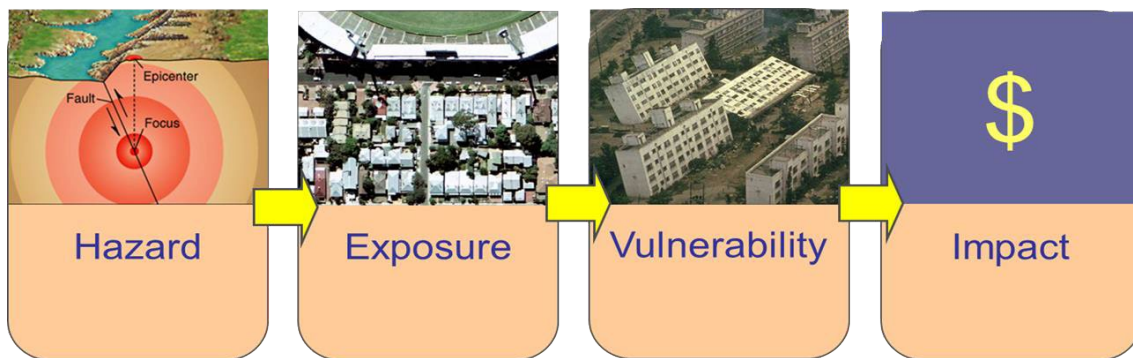 Epicenter
Fault
Focus
$
Hazard
Exposure
Vulnerability
Impact